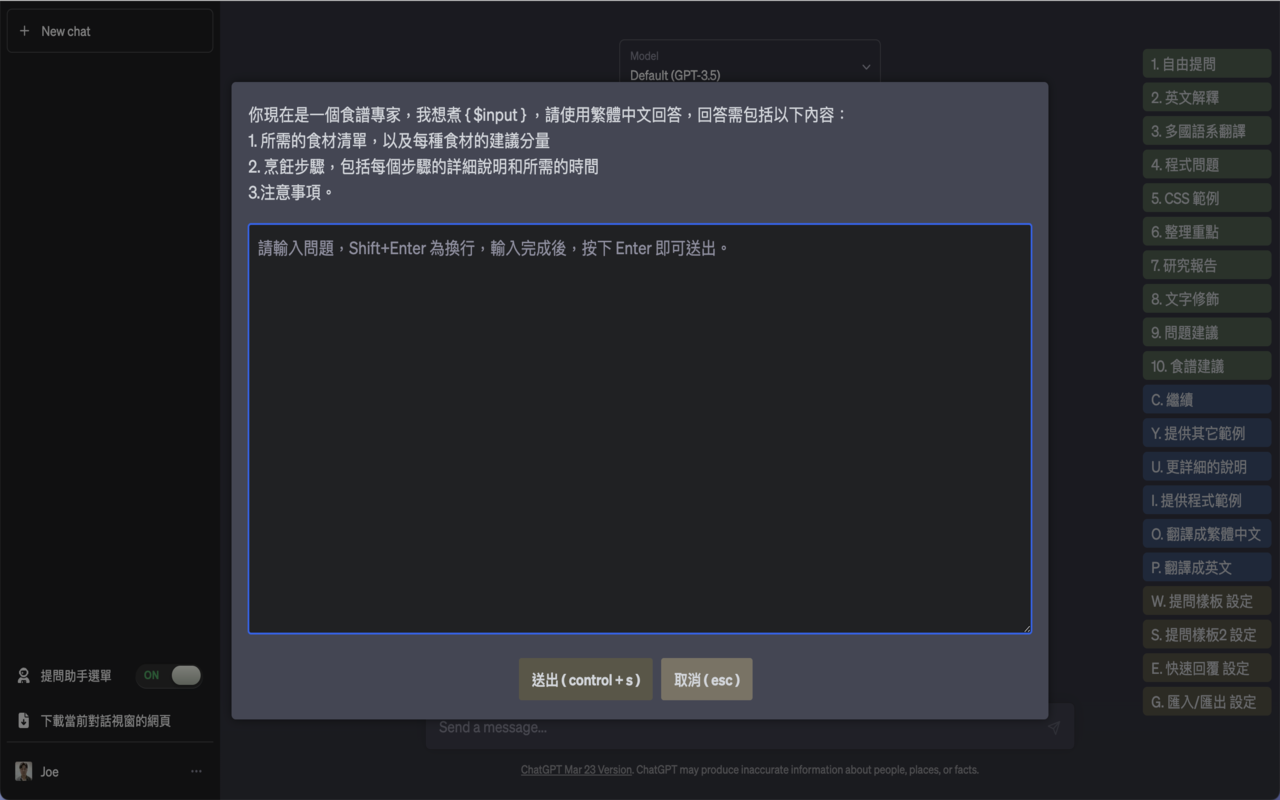 New chat
Model
Default (GPT-3.5)
你現在是一個食譜專家，我想煮 { $input } ，請使用繁體中文回答，回答需包括以下內容：
1. 所需的食材清單，以及每種食材的建議分量
2. 烹飪步驟，包括每個步驟的詳細說明和所需的時間
3.注意事項。
請輸入問題，Shift+Enter 為換行，輸入完成後，按下 Enter 即可送出。
送出 ( control + s )
取消 ( esc )
Send a message...
ChatGPT Mar 23 Version. ChatGPT may produce inaccurate information about people, places, or facts.
1. 自由提問
2. 英文解釋
3. 多國語系翻譯
4. 程式問題
5. CSS 範例
6. 整理重點
7. 研究報告
8. 文字修飾
9. 問題建議
10. 食譜建議
C. 繼續
Y. 提供其它範例
U. 更詳細的說明
I. 提供程式範例
O. 翻譯成繁體中文
P. 翻譯成英文
W. 提問樣板 設定
S. 提問樣板2 設定
E. 快速回覆 設定
G. 匯入/匯出 設定
提問助手選單
ON
下載當前對話視窗的網頁
Joe